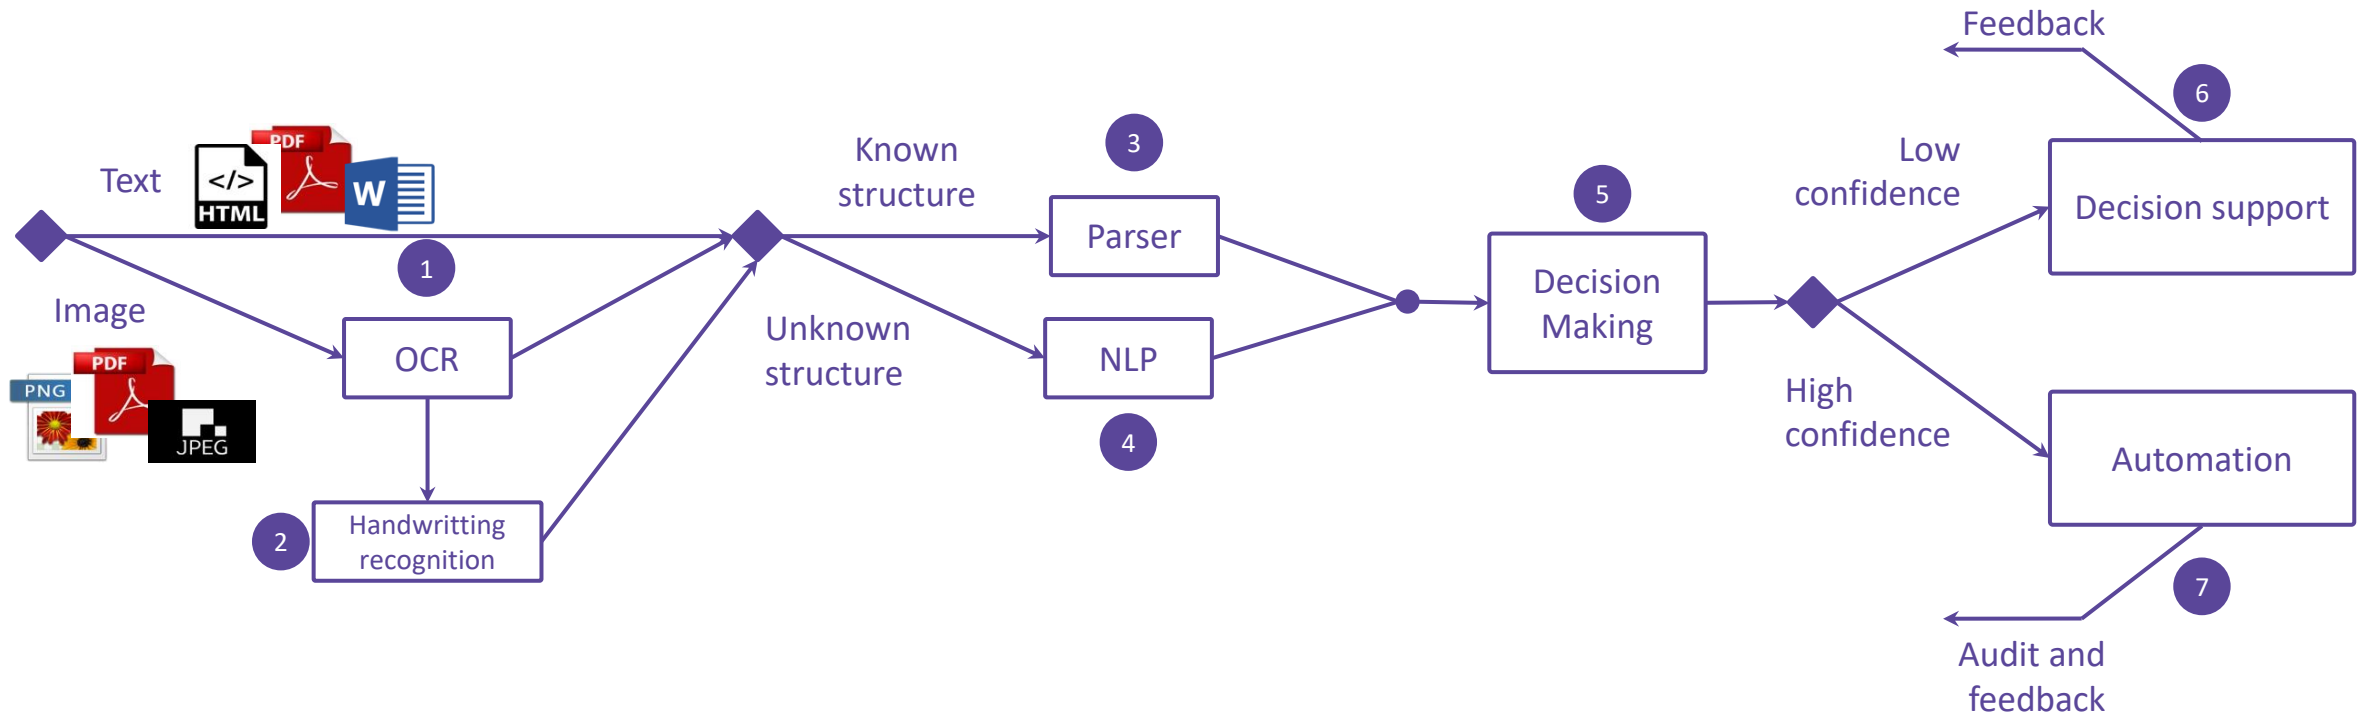 Feedback
6
3
Known
structure
Low
confidence
PDF
Text
</>
HTML
W
5
Parser
Decision support
1
Decision
Making
Image
Unknown
structure
OCR
NLP
PDF
PNG
JPEG
4
High
confidence
Automation
2
Handwritting
recognition
7
Audit and
feedback